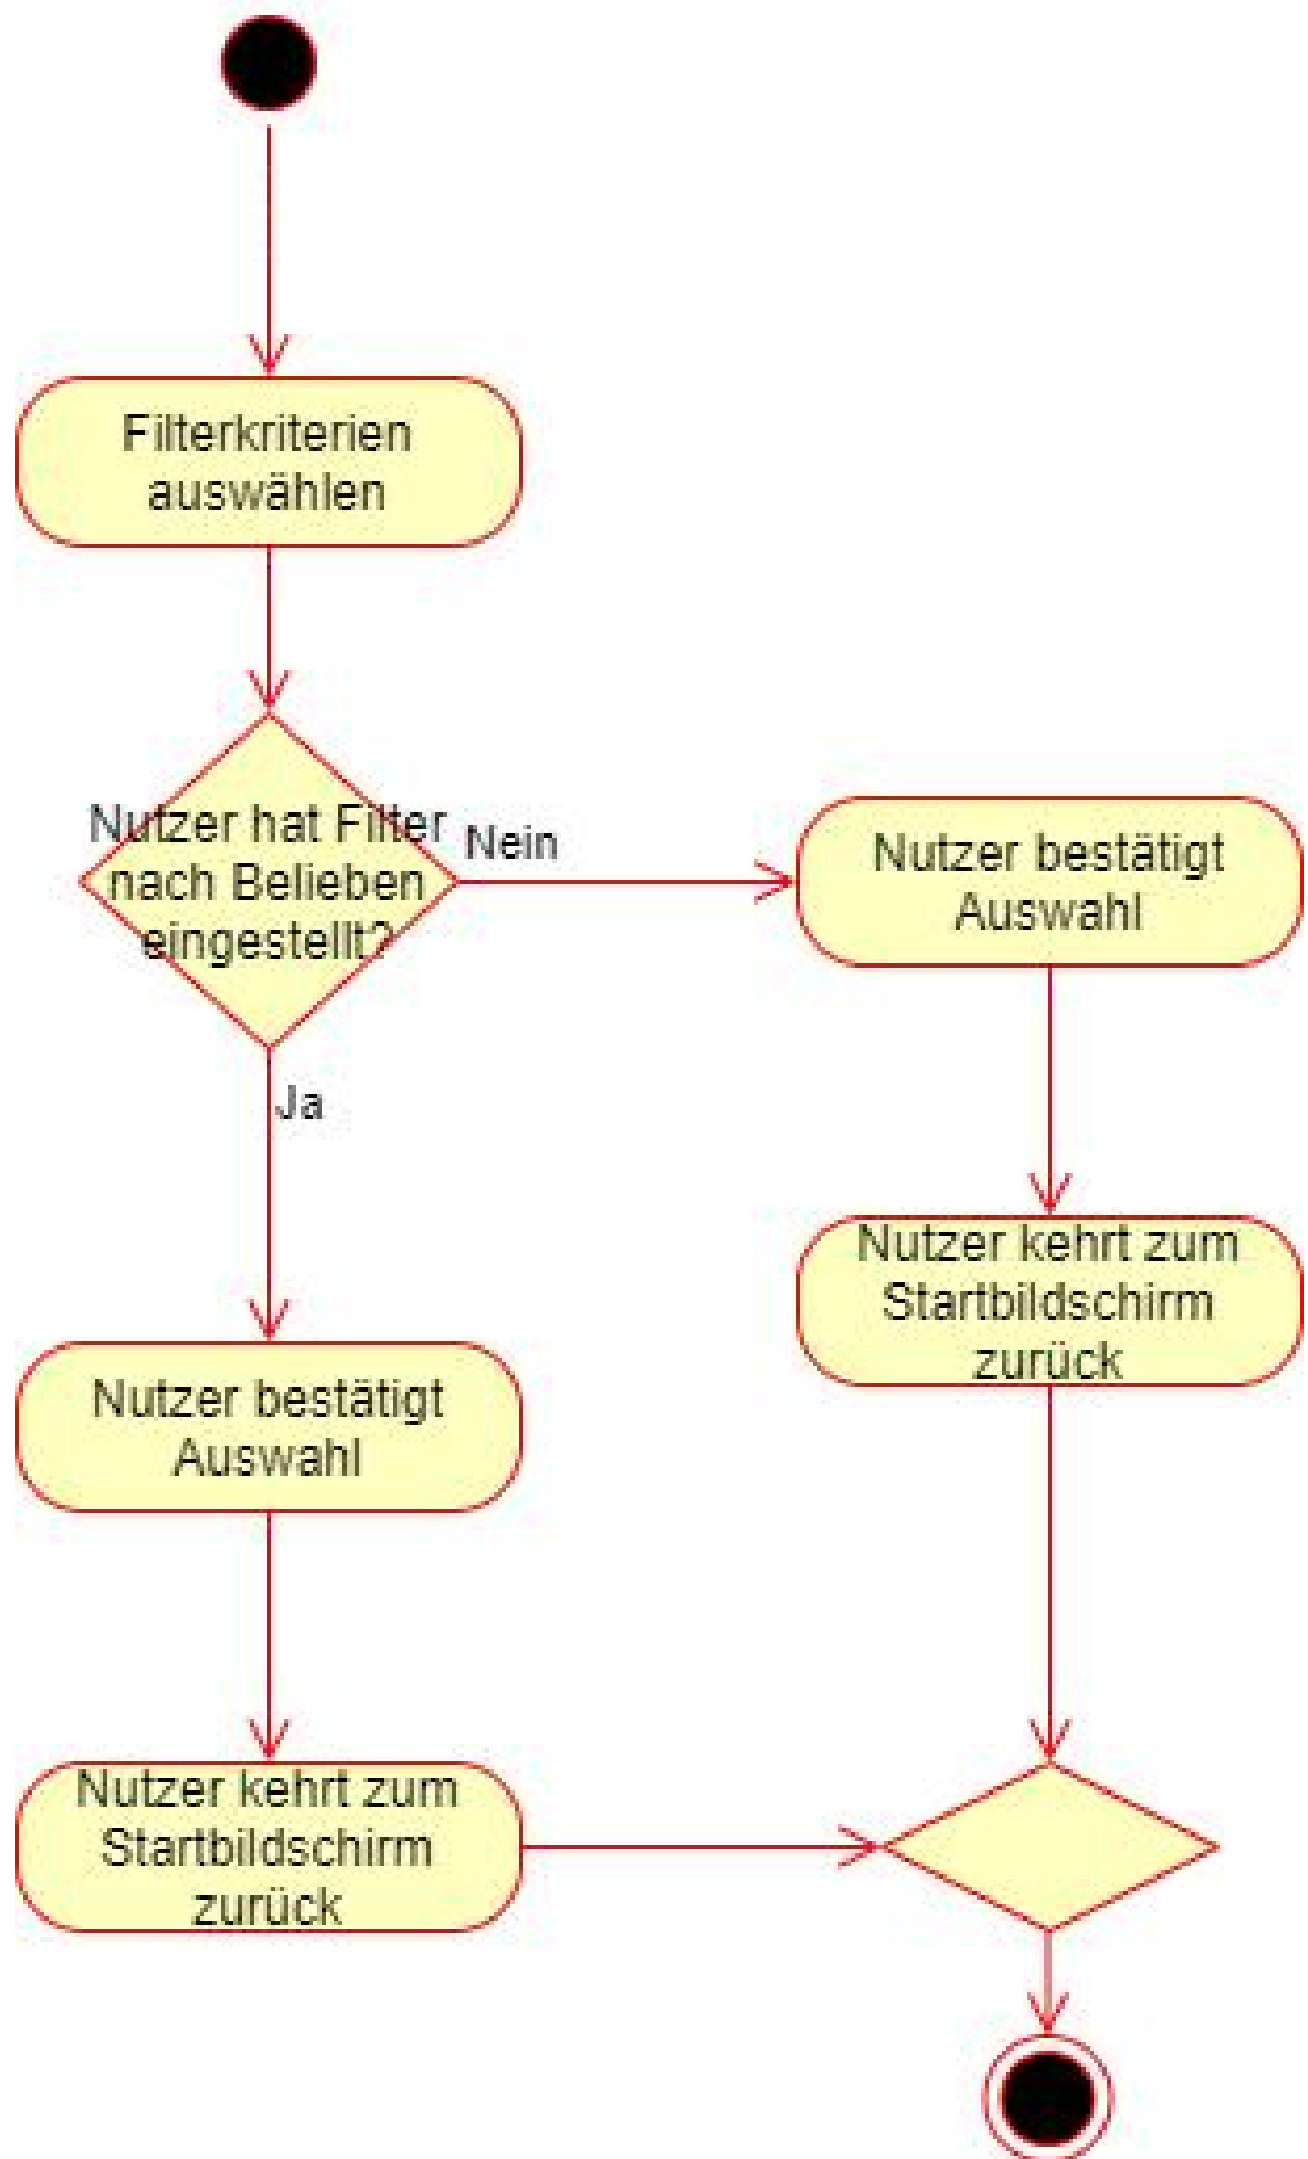 Filterkriterien
auswählen
Nutzer hat Filter
nach Belieben
eingestellt?
Nein
Nutzer bestätigt
Auswahl
Ja
Nutzer kehrt zum
Startbildschirm
zurück
Nutzer bestätigt
Auswahl
Nutzer kehrt zum
Startbildschirm
zurück